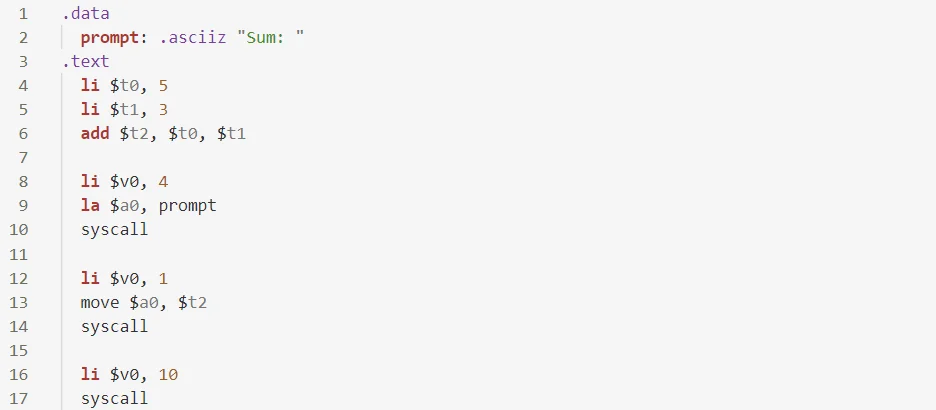 1 .data
2 prompt: .asciiz "Sum: "
3 .text
4 li $t0, 5
5 li $t1, 3
6 add $t2, $t0, $t1
7
8 li $v0, 4
9 la $a0, prompt
10 syscall
11
12 li $v0, 1
13 move $a0, $t2
14 syscall
15
16 li $v0, 10
17 syscall